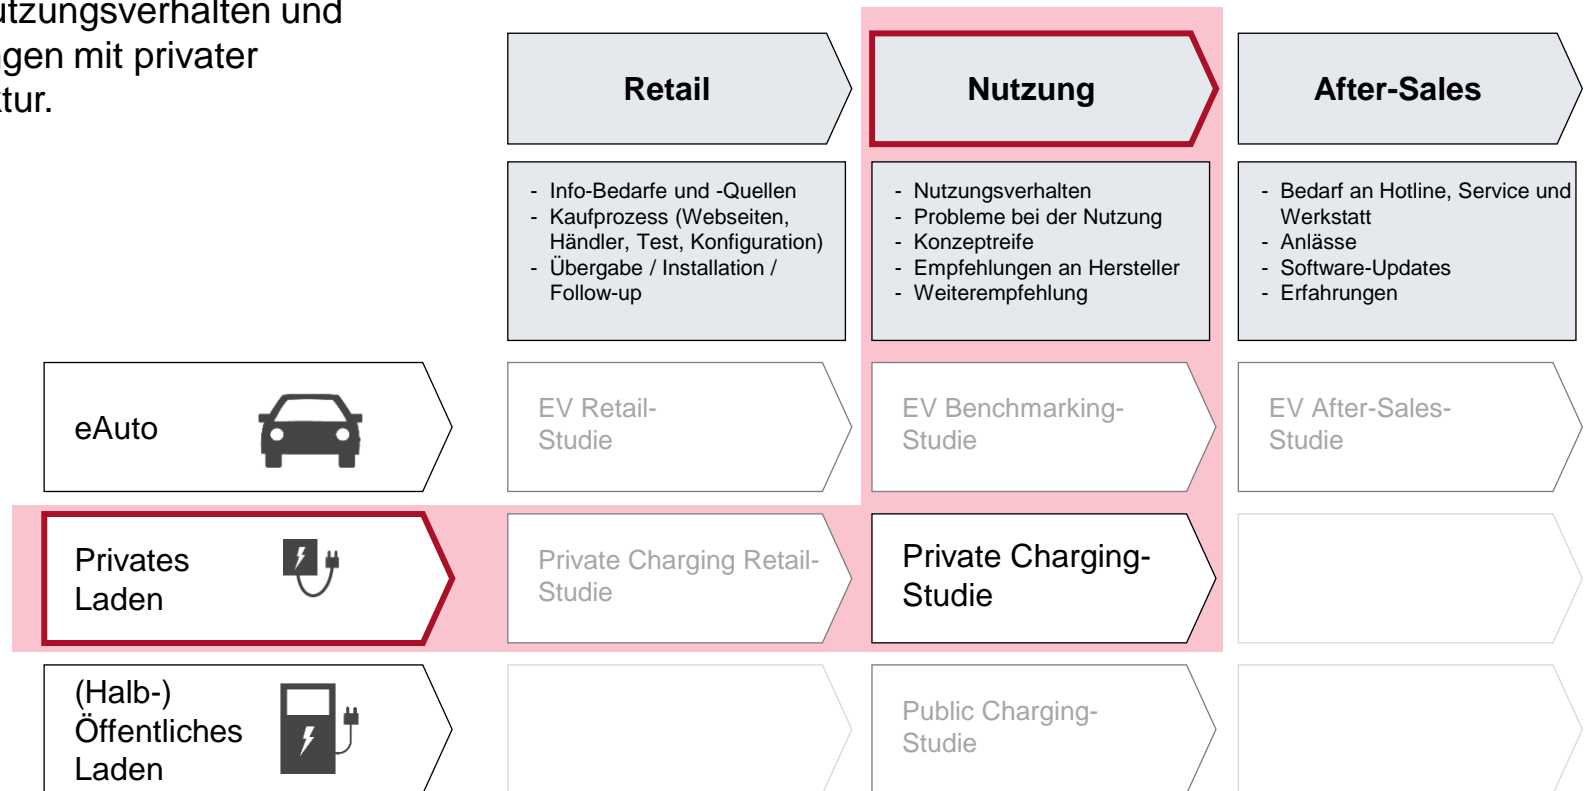 utzungsverhalten und
ngen mit privater
ktur.
Retail
Nutzung
After-Sales
- Info-Bedarfe und -Quellen
- Kaufprozess (Webseiten,
Händler, Test, Konfiguration)
- Übergabe / Installation /
Follow-up
- Nutzungsverhalten
- Probleme bei der Nutzung
- Konzeptreife
- Empfehlungen an Hersteller
- Weiterempfehlung
- Bedarf an Hotline, Service und
Werkstatt
- Anlässe
- Software-Updates
- Erfahrungen
eAuto
EV Retail-
Studie
EV Benchmarking-
Studie
EV After-Sales-
Studie
Privates
Laden
Private Charging Retail-
Studie
Private Charging-
Studie
(Halb-)
Öffentliches
Laden
Public Charging-
Studie